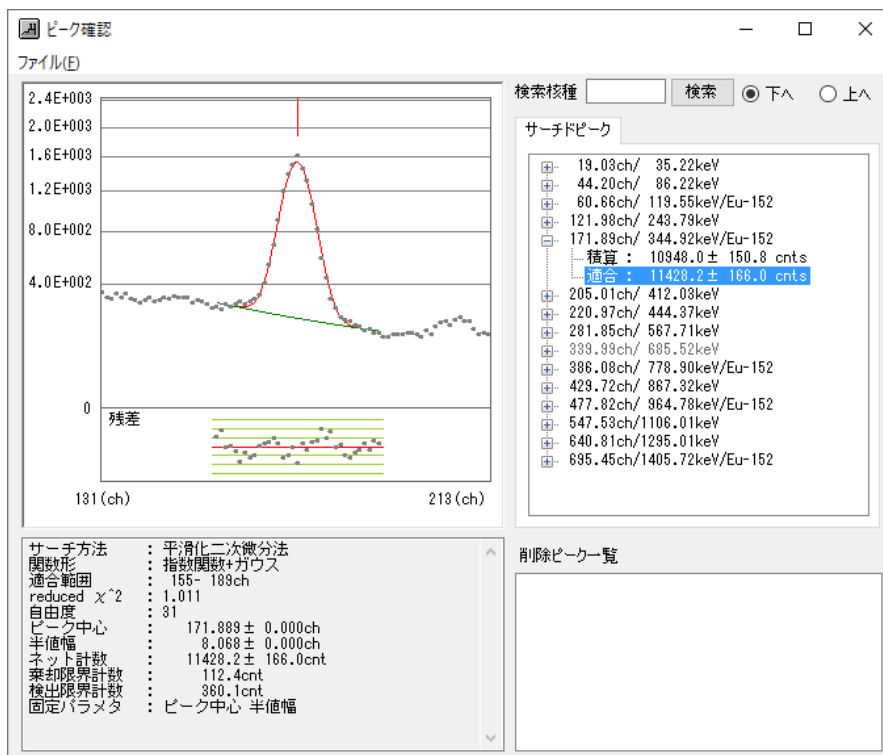 ピーク確認
ファイル(F)
2.4E+003
2.0E+003
1.6E+003
1.2E+003
8.0E+002
4.0E+002
0
残差
131(ch)
213(ch)
検索核種
検索
下へ
上へ
サーチドピーク
19.03ch/ 35.22keV
44.20ch/ 86.22keV
60.66ch/ 119.55keV/Eu-152
121.98ch/ 243.79keV
171.89ch/ 344.92keV/Eu-152
積算 : 10948.0± 150.8 cnts
適合 : 11428.2± 166.0 cnts
205.01ch/ 412.03keV
220.97ch/ 444.37keV
281.85ch/ 567.71keV
339.99ch/ 685.52keV
386.08ch/ 778.90keV/Eu-152
429.72ch/ 867.32keV
477.82ch/ 964.78keV/Eu-152
547.53ch/1106.01keV
640.81ch/1295.01keV
695.45ch/1405.72keV/Eu-152
サーチ方法 : 平滑化二次微分法
関数形 : 指数関数+ガウス
適合範囲 : 155- 189ch
reduced χ^2 : 1.011
自由度 : 31
ピーク中心 : 171.889± 0.000ch
半値幅 : 8.068± 0.000ch
ネット計数 : 11428.2± 166.0cnt
棄却限界計数 : 112.4cnt
検出限界計数 : 360.1cnt
固定パラメタ : ピーク中心 半値幅
削除ピーク一覧